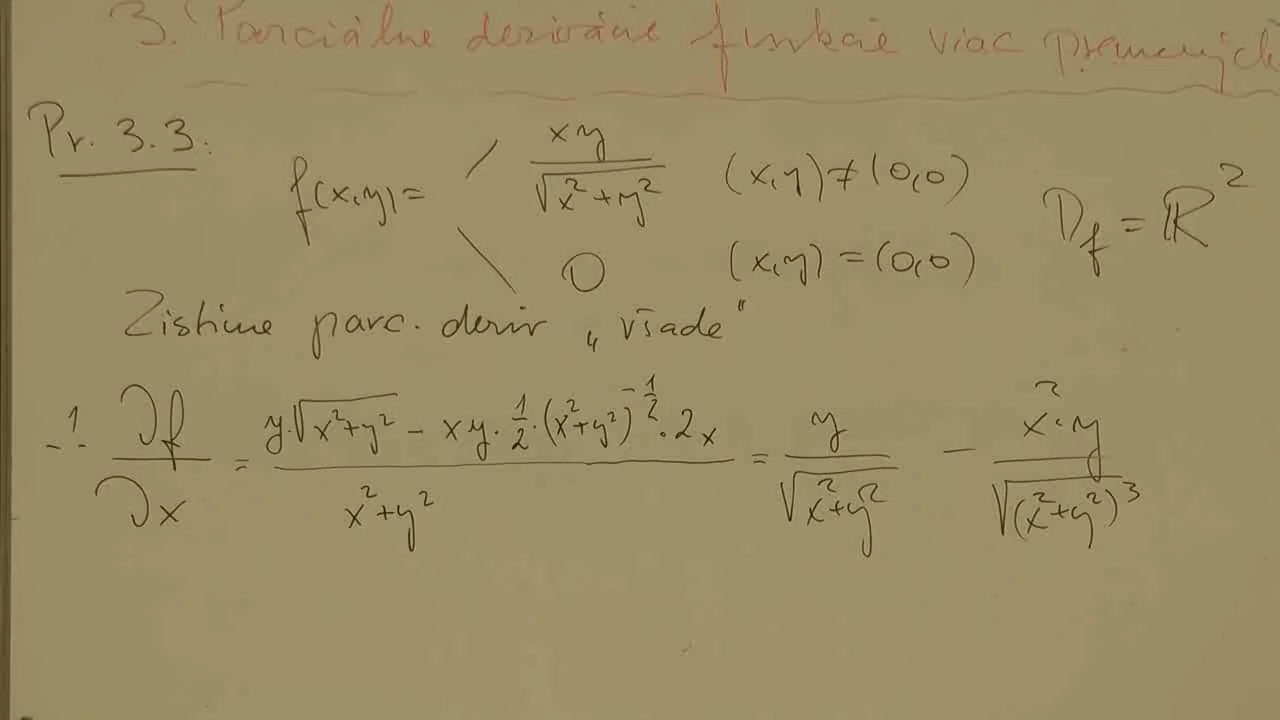 3. Parciálne derivácie funkcie viac premenných
Pr. 3.3.
f(x,y) = xy / √(x²+y²) (x,y) ≠ (0,0)
0 (x,y) = (0,0)
D_f = ℝ²
Zistime parc. deriv „všade“
-1- ∂f/∂x = (y·√(x²+y²) - xy·1/2·(x²+y²)^(-1/2)·2x) / (x²+y²) = y/√(x²+y²) - x²·y/√((x²+y²)³)